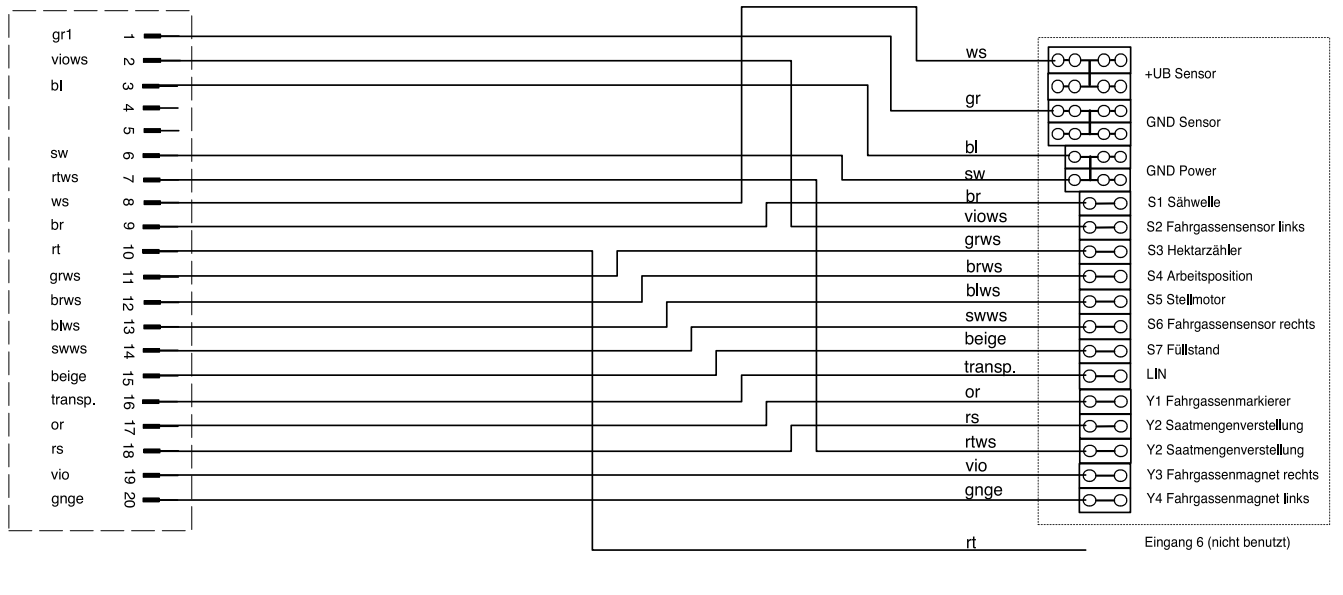 gr1 1
viows 2
bl 3
4
5
sw 6
rtws 7
ws 8
br 9
rt 10
grws 11
brws 12
blws 13
swws 14
beige 15
transp. 16
or 17
rs 18
vio 19
gnge 20
ws
gr
bl
sw
br
viows
grws
brws
blws
swws
beige
transp.
or
rs
rtws
vio
gnge
rt
+UB Sensor
GND Sensor
GND Power
S1 Sähwelle
S2 Fahrgassensensor links
S3 Hektarzähler
S4 Arbeitsposition
S5 Stellmotor
S6 Fahrgassensensor rechts
S7 Füllstand
LIN
Y1 Fahrgassenmarkierer
Y2 Saatmengenverstellung
Y2 Saatmengenverstellung
Y3 Fahrgassenmagnet rechts
Y4 Fahrgassenmagnet links
Eingang 6 (nicht benutzt)